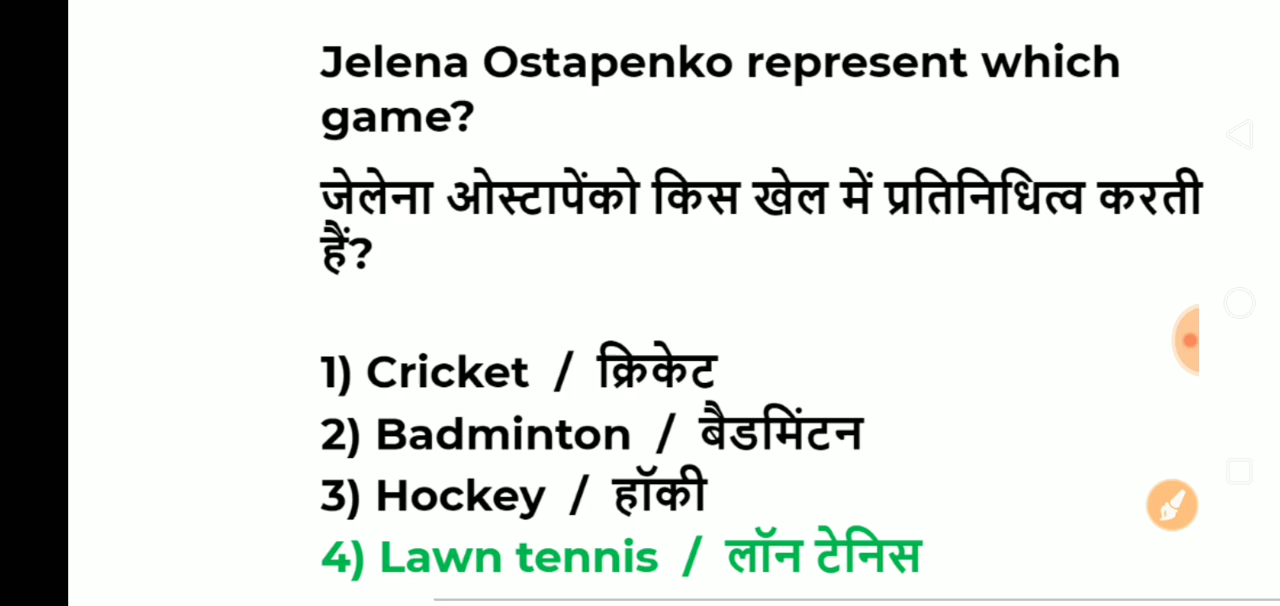 Jelena Ostapenko represent which
game?
जेलेना ओस्टापेंको किस खेल में प्रतिनिधित्व करती
हैं?
1) Cricket / क्रिकेट
2) Badminton / बैडमिंटन
3) Hockey / हॉकी
4) Lawn tennis / लॉन टेनिस